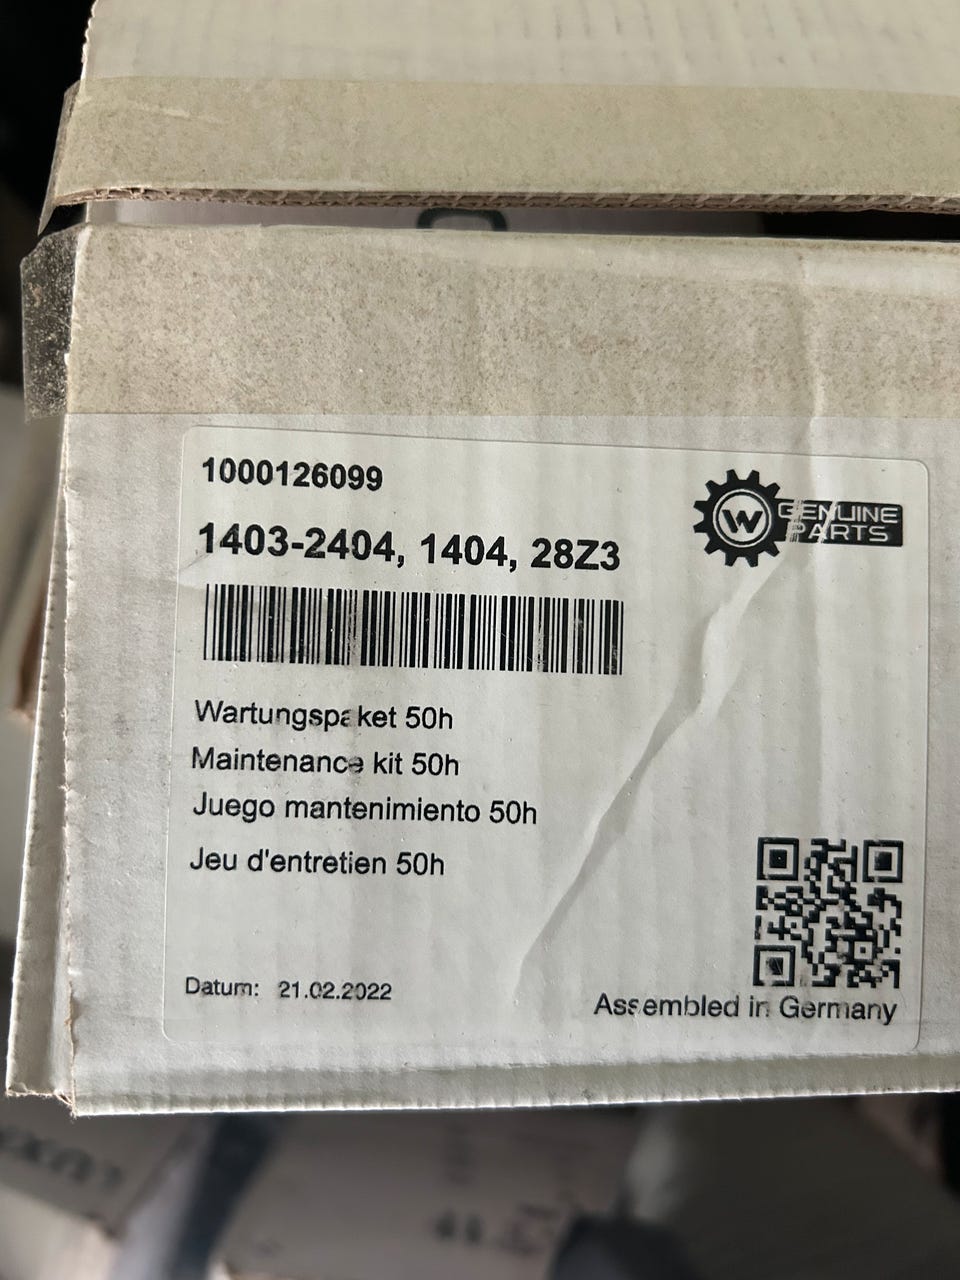 1000126099
1403-2404, 1404, 28Z3
W GENUINE
PARTS
Wartungspaket 50h
Maintenance kit 50h
Juego mantenimiento 50h
Jeu d'entretien 50h
Datum: 21.02.2022
Assembled in Germany